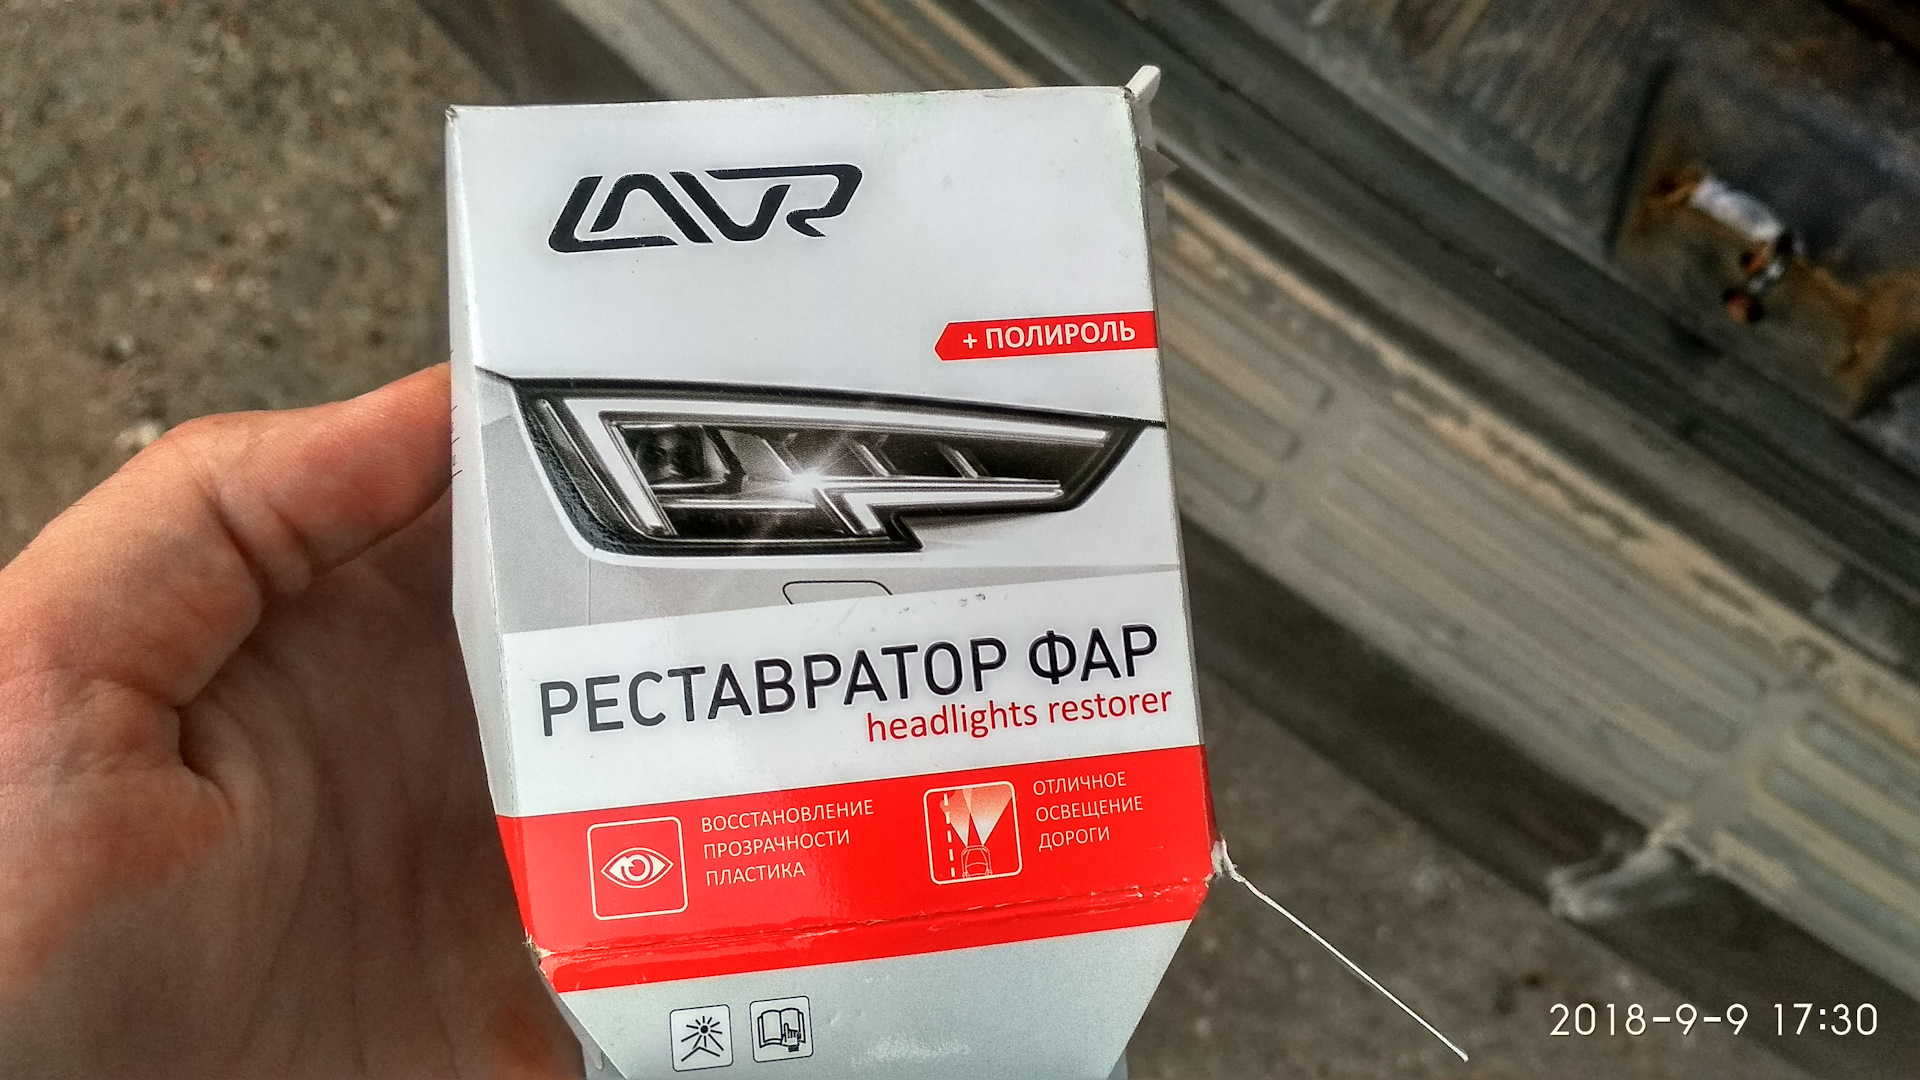 LAVR
+ ПОЛИРОЛЬ
РЕСТАВРАТОР ФАР
headlights restorer
ВОССТАНОВЛЕНИЕ
ПРОЗРАЧНОСТИ
ПЛАСТИКА
ОТЛИЧНОЕ
ОСВЕЩЕНИЕ
ДОРОГИ
2018-9-9 17:30